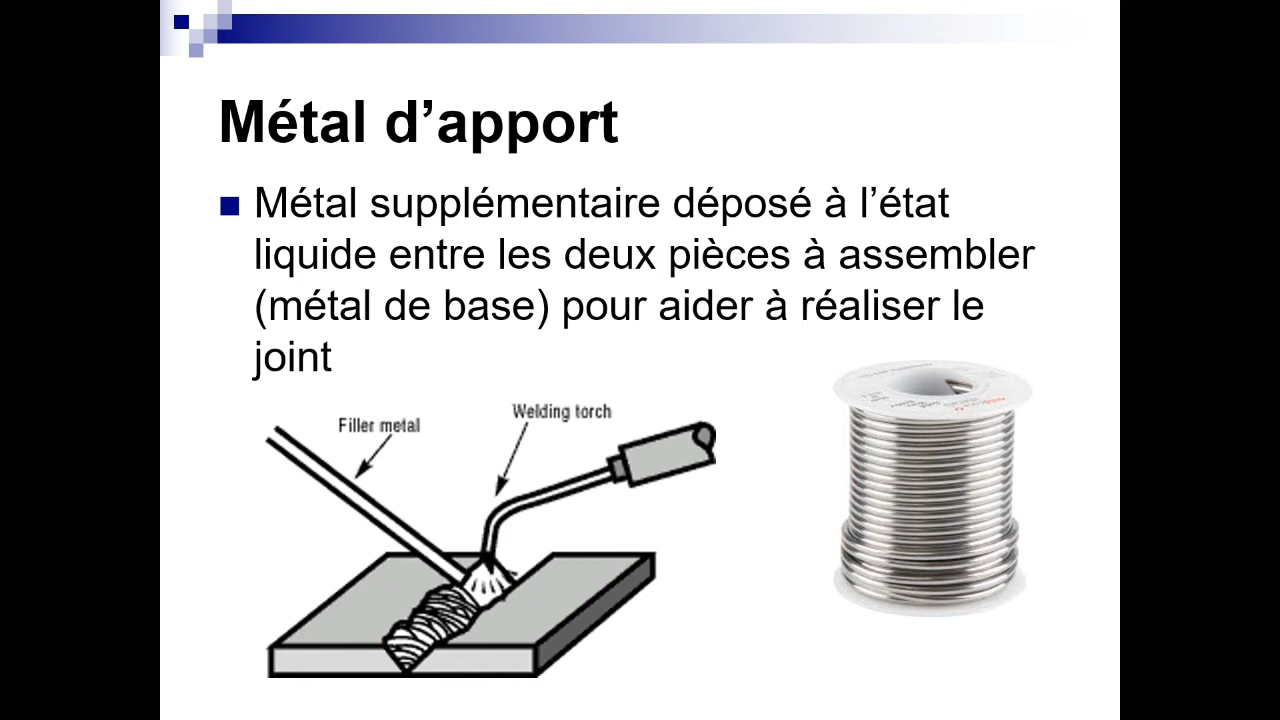 Métal d’apport
Métal supplémentaire déposé à l’état
liquide entre les deux pièces à assembler
(métal de base) pour aider à réaliser le
joint
Filler metal
Welding torch